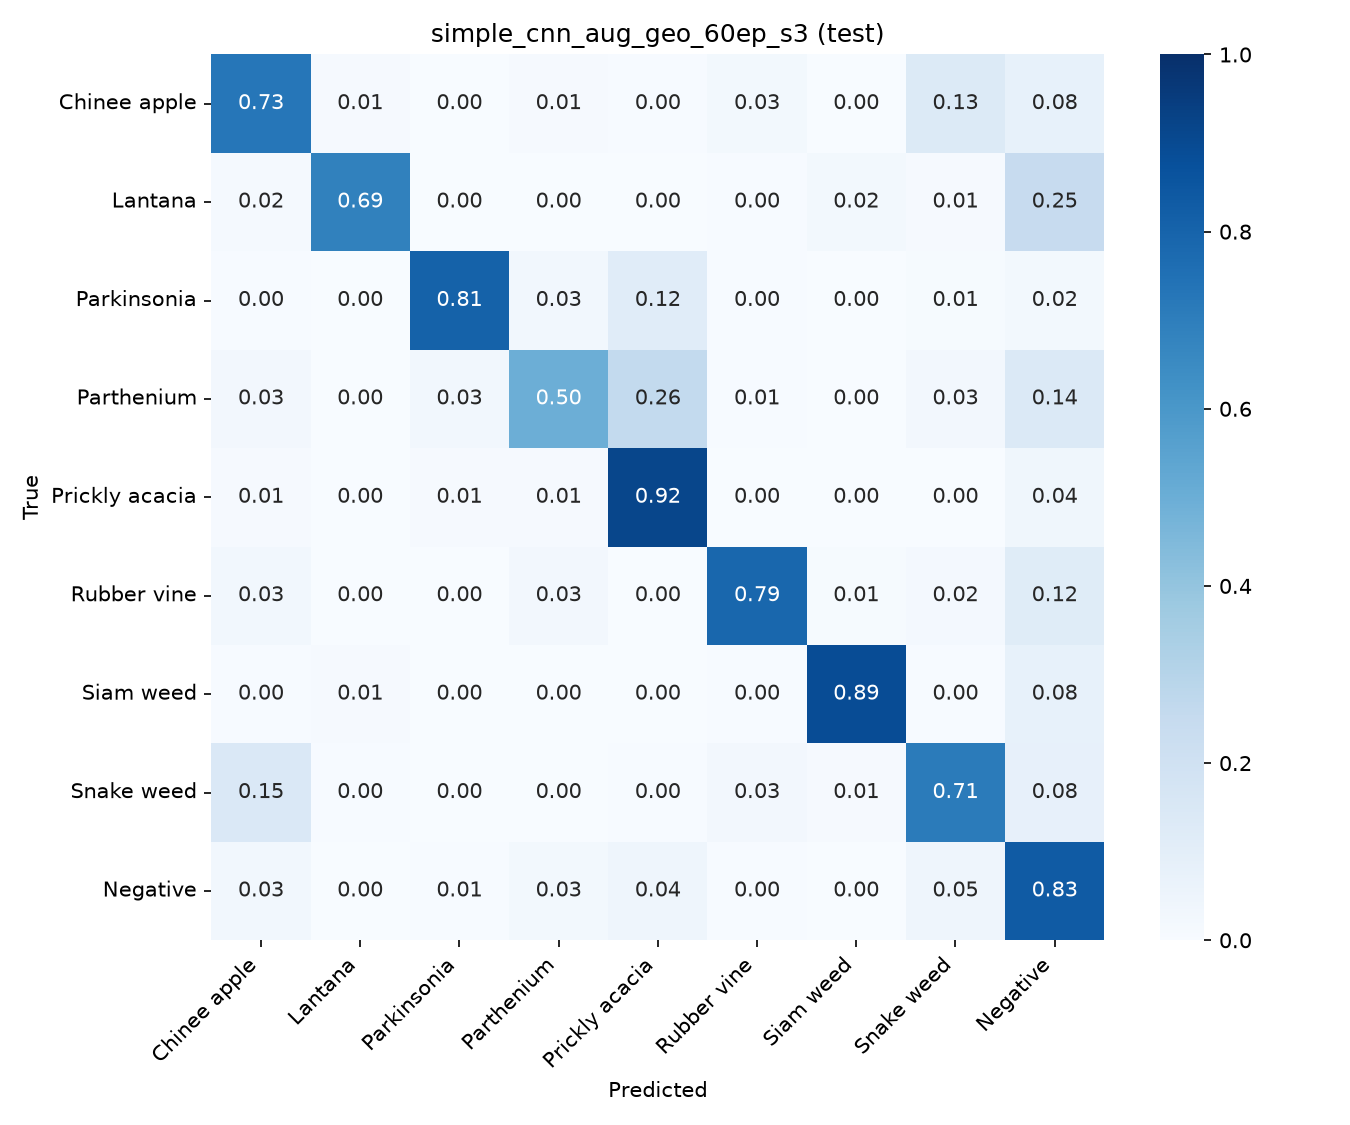 simple_cnn_aug_geo_60ep_s3 (test)
Chinee apple 0.73 0.01 0.00 0.01 0.00 0.03 0.00 0.13 0.08
Lantana 0.02 0.69 0.00 0.00 0.00 0.00 0.02 0.01 0.25
Parkinsonia 0.00 0.00 0.81 0.03 0.12 0.00 0.00 0.01 0.02
Parthenium 0.03 0.00 0.03 0.50 0.26 0.01 0.00 0.03 0.14
Prickly acacia 0.01 0.00 0.01 0.01 0.92 0.00 0.00 0.00 0.04
Rubber vine 0.03 0.00 0.00 0.03 0.00 0.79 0.01 0.02 0.12
Siam weed 0.00 0.01 0.00 0.00 0.00 0.00 0.89 0.00 0.08
Snake weed 0.15 0.00 0.00 0.00 0.00 0.03 0.01 0.71 0.08
Negative 0.03 0.00 0.01 0.03 0.04 0.00 0.00 0.05 0.83
True
Chinee apple Lantana Parkinsonia Parthenium Prickly acacia Rubber vine Siam weed Snake weed Negative
Predicted
1.0
0.8
0.6
0.4
0.2
0.0